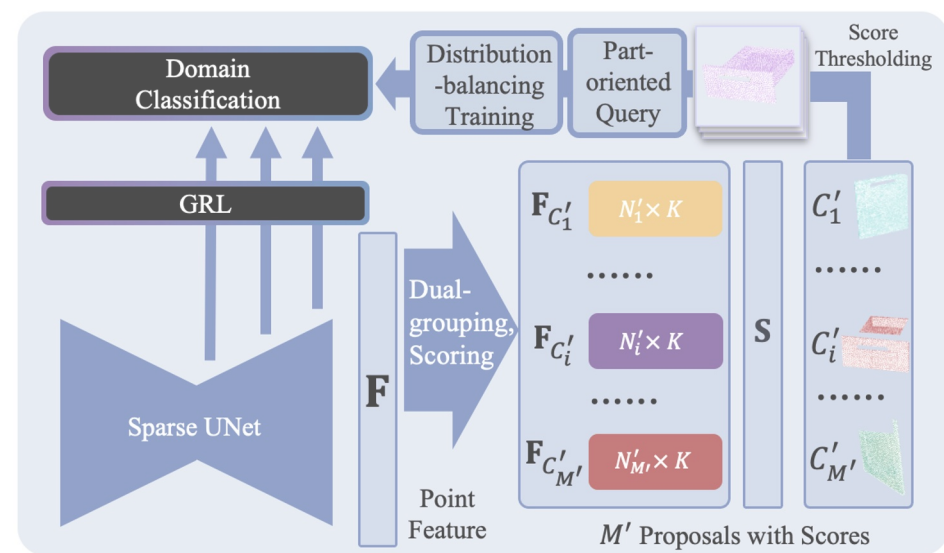 Domain
Classification
Distribution
-balancing
Training
Part-
oriented
Query
Score
Thresholding
GRL
Sparse UNet
F
Point
Feature
Dual-
grouping,
Scoring
F_{C'_1} N'_1 × K
......
F_{C'_i} N'_i × K
......
F_{C'_{M'}} N'_{M'} × K
S
C'_1
......
C'_i
......
C'_{M'}
M' Proposals with Scores